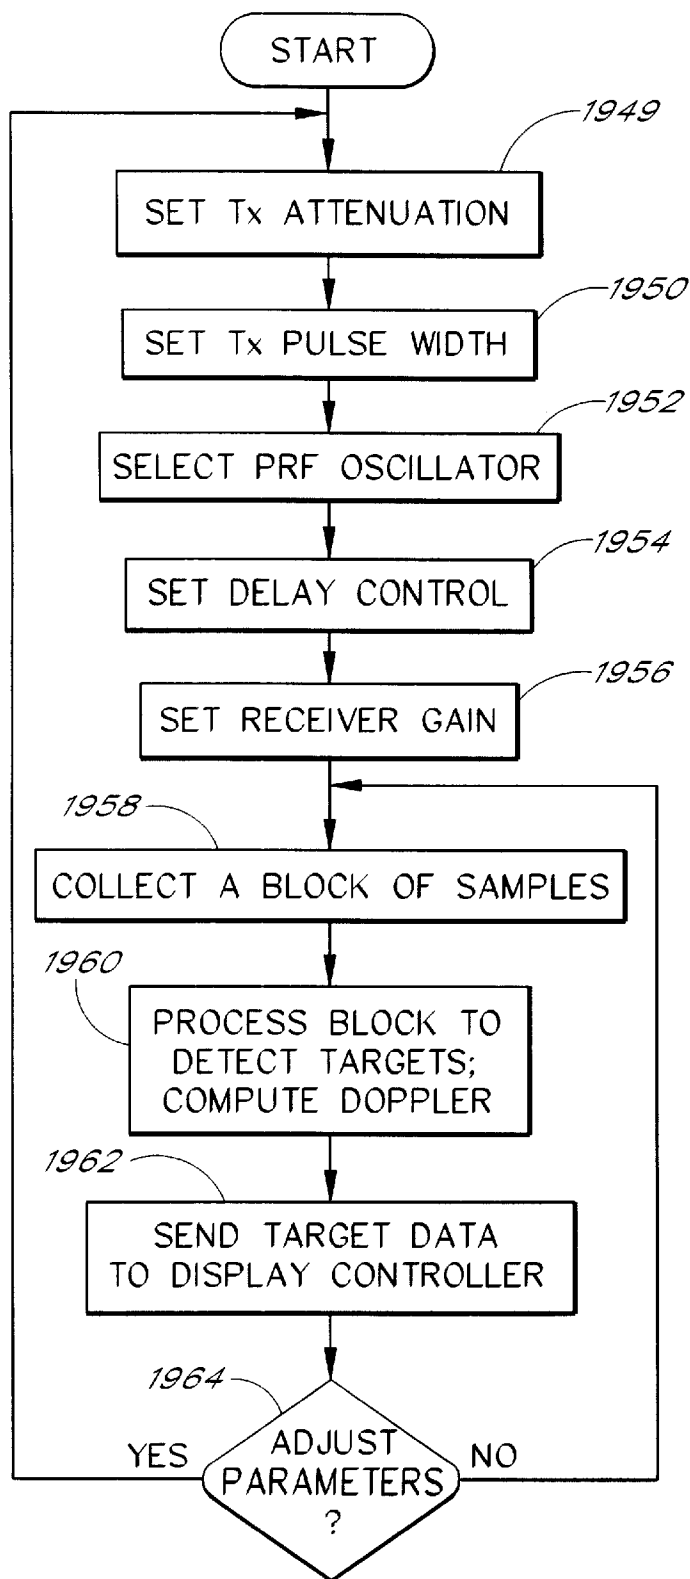 START
1949
SET Tx ATTENUATION
1950
SET Tx PULSE WIDTH
1952
SELECT PRF OSCILLATOR
1954
SET DELAY CONTROL
1956
SET RECEIVER GAIN
1958
COLLECT A BLOCK OF SAMPLES
1960
PROCESS BLOCK TO
DETECT TARGETS;
COMPUTE DOPPLER
1962
SEND TARGET DATA
TO DISPLAY CONTROLLER
1964
YES
ADJUST
PARAMETERS
?
NO